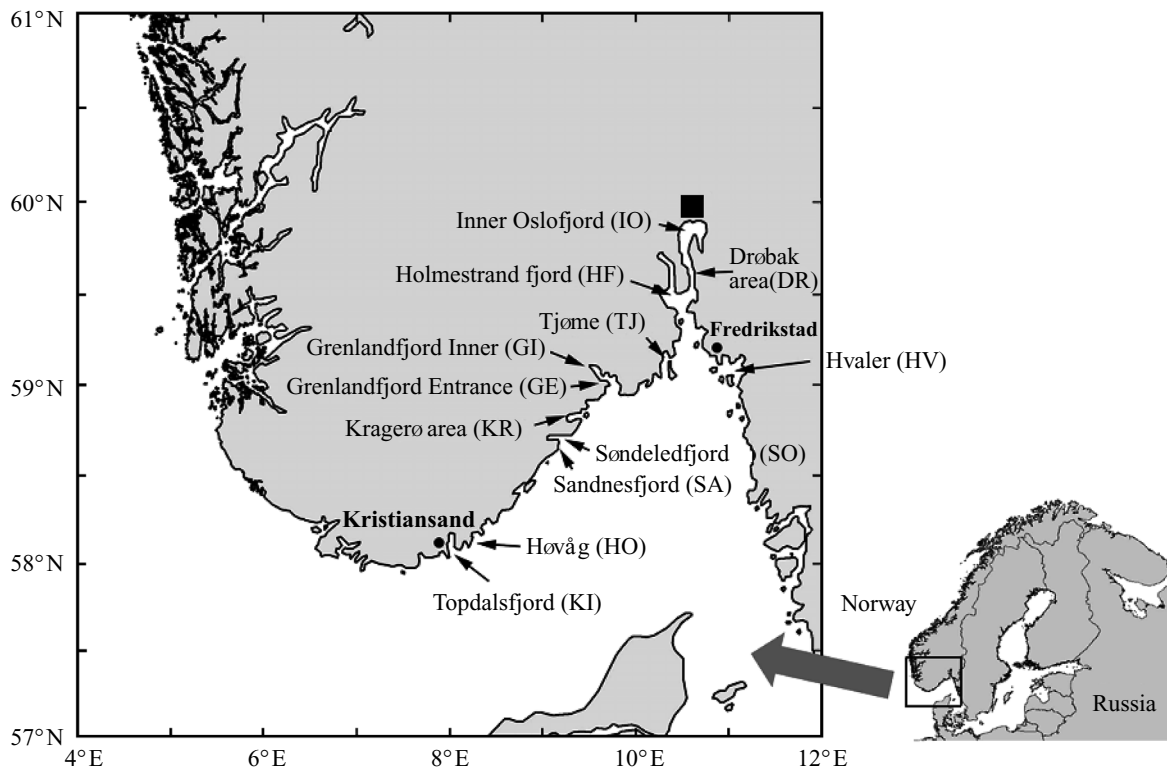 61°N
60°N
Inner Oslofjord (IO)
Drøbak
area(DR)
Holmestrand fjord (HF)
Tjøme (TJ)
Fredrikstad
Grenlandfjord Inner (GI)
Hvaler (HV)
59°N
Grenlandfjord Entrance (GE)
Kragerø area (KR)
Søndeledfjord (SO)
Sandnesfjord (SA)
Kristiansand
58°N
Høvåg (HO)
Topdalsfjord (KI)
Norway
Russia
57°N
4°E 6°E 8°E 10°E 12°E